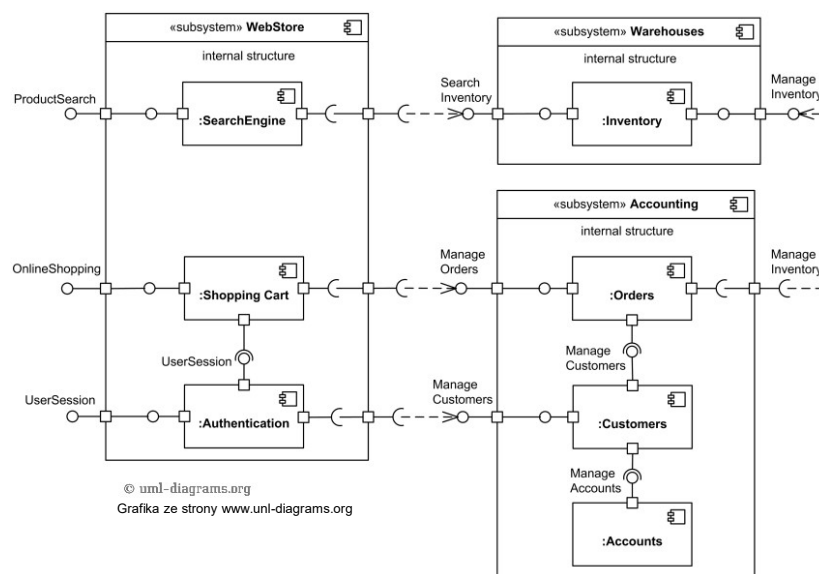 «subsystem» WebStore
internal structure
ProductSearch
:SearchEngine
Search
Inventory
«subsystem» Warehouses
internal structure
:Inventory
Manage
Inventory
OnlineShopping
:Shopping Cart
UserSession
UserSession
:Authentication
Manage
Orders
Manage
Customers
«subsystem» Accounting
internal structure
:Orders
Manage
Inventory
Manage
Customers
:Customers
Manage
Accounts
:Accounts
© uml-diagrams.org
Grafika ze strony www.unl-diagrams.org